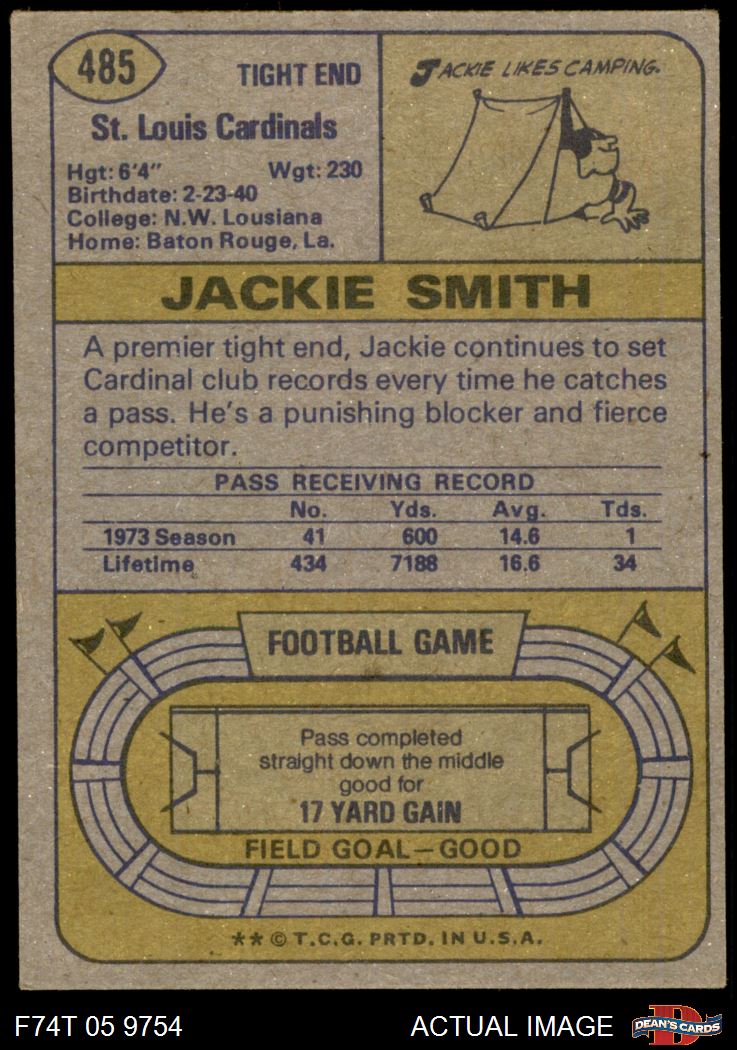 485
TIGHT END
St. Louis Cardinals
Hgt: 6'4" Wgt: 230
Birthdate: 2-23-40
College: N.W. Lousiana
Home: Baton Rouge, La.
JACKIE LIKES CAMPING.
JACKIE SMITH
A premier tight end, Jackie continues to set
Cardinal club records every time he catches
a pass. He's a punishing blocker and fierce
competitor.
PASS RECEIVING RECORD
No. Yds. Avg. Tds.
1973 Season 41 600 14.6 1
Lifetime 434 7188 16.6 34
FOOTBALL GAME
Pass completed
straight down the middle
good for
17 YARD GAIN
FIELD GOAL—GOOD
** © T.C.G. PRTD. IN U.S.A.
F74T 05 9754 ACTUAL IMAGE
D
DEAN'S CARDS